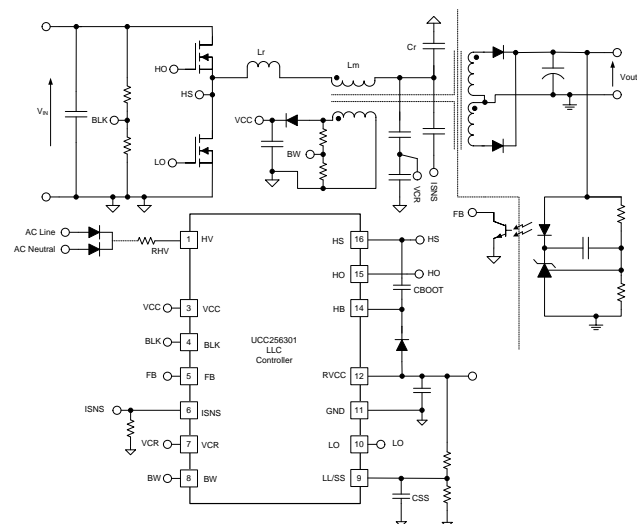 Cr
Lr
Lm
HO
HS
VIN
BLK
VCC
BW
LO
VCR
ISNS
Vout
FB
AC Line
AC Neutral
RHV
1
HV
16
HS
HS
15
HO
HO
CBOOT
VCC
3
VCC
14
HB
BLK
4
BLK
UCC256301
LLC
Controller
FB
5
FB
RVCC
12
ISNS
6
ISNS
GND
11
VCR
7
VCR
LO
10
LO
BW
8
BW
LL/SS
9
CSS